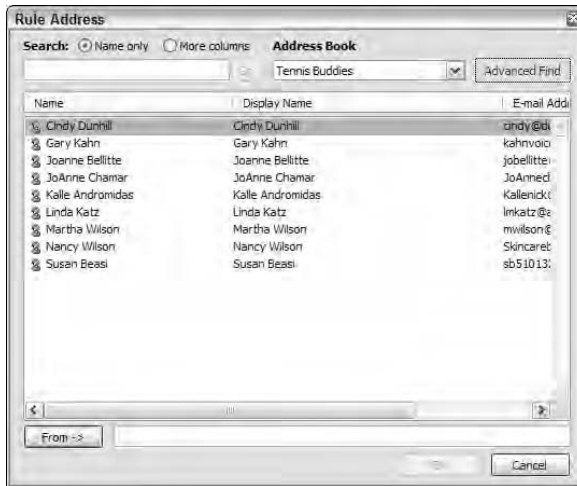 Rule Address
Search: Name only More columns Address Book
Tennis Buddies Advanced Find
Name Display Name E-mail Addr
Cindy Dunhill Cindy Dunhill
Gary Kahn Gary Kahn kahnvoic
Joanne Bellitte Joanne Bellitte jobellitte
JoAnne Chamar JoAnne Chamar JoAnned
Kalle Andromidas Kalle Andromidas
Linda Katz Linda Katz lmkatz@a
Martha Wilson Martha Wilson
Nancy Wilson Nancy Wilson
Susan Beasi Susan Beasi
From ->
Cancel